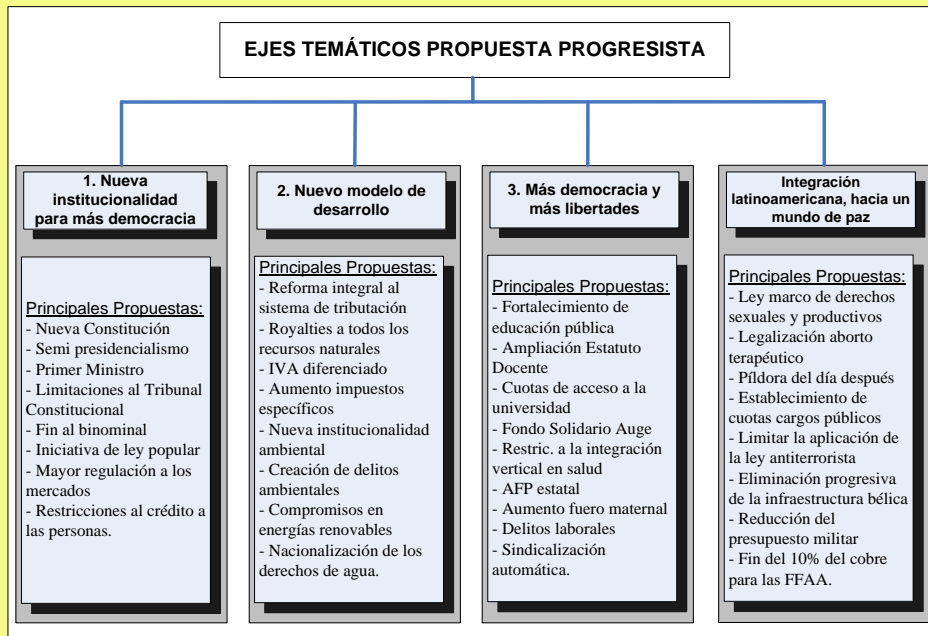 EJES TEMÁTICOS PROPUESTA PROGRESISTA
1. Nueva
institucionalidad
para más democracia
Principales Propuestas:
- Nueva Constitución
- Semi presidencialismo
- Primer Ministro
- Limitaciones al Tribunal
Constitucional
- Fin al binominal
- Iniciativa de ley popular
- Mayor regulación a los
mercados
- Restricciones al crédito a
las personas.
2. Nuevo modelo de
desarrollo
Principales Propuestas:
- Reforma integral al
sistema de tributación
- Royalties a todos los
recursos naturales
- IVA diferenciado
- Aumento impuestos
específicos
- Nueva institucionalidad
ambiental
- Creación de delitos
ambientales
- Compromisos en
energías renovables
- Nacionalización de los
derechos de agua.
3. Más democracia y
más libertades
Principales Propuestas:
- Fortalecimiento de
educación pública
- Ampliación Estatuto
Docente
- Cuotas de acceso a la
universidad
- Fondo Solidario Auge
- Restric. a la integración
vertical en salud
- AFP estatal
- Aumento fuero maternal
- Delitos laborales
- Sindicalización
automática.
Integración
latinoamericana, hacia un
mundo de paz
Principales Propuestas:
- Ley marco de derechos
sexuales y productivos
- Legalización aborto
terapéutico
- Píldora del día después
- Establecimiento de
cuotas cargos públicos
- Limitar la aplicación de
la ley antiterrorista
- Eliminación progresiva
de la infraestructura bélica
- Reducción del
presupuesto militar
- Fin del 10% del cobre
para las FFAA.